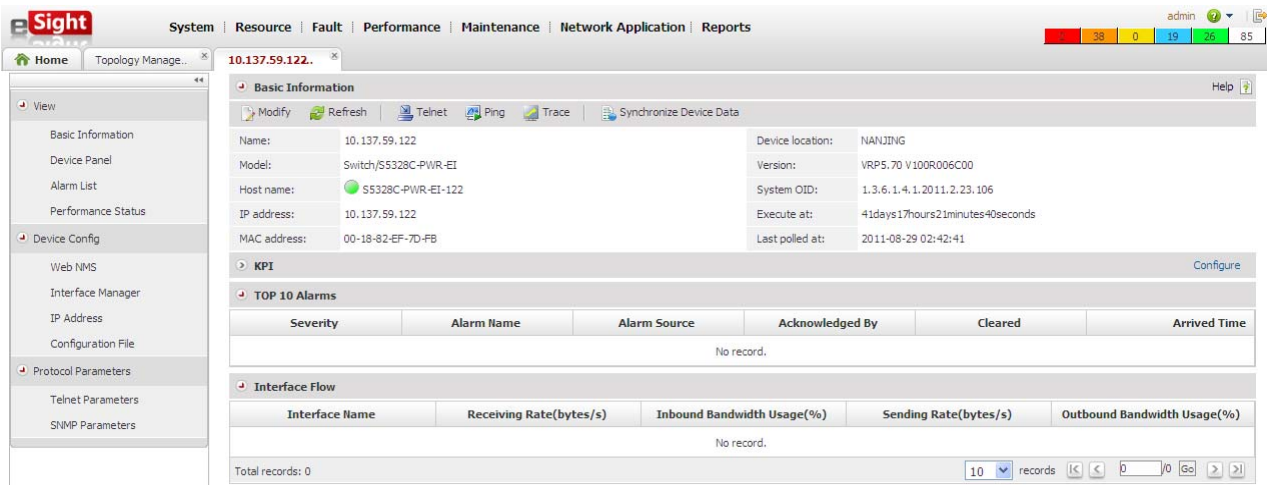 eSight
System | Resource | Fault | Performance | Maintenance | Network Application | Reports
admin
38 0 19 26 85
Home Topology Manage.. 10.137.59.122..
View
Basic Information
Device Panel
Alarm List
Performance Status
Device Config
Web NMS
Interface Manager
IP Address
Configuration File
Protocol Parameters
Telnet Parameters
SNMP Parameters
Basic Information Help
Modify Refresh Telnet Ping Trace Synchronize Device Data
Name: 10.137.59.122 Device location: NANJING
Model: Switch/S5328C-PWR-EI Version: VRP5.70 V100R006C00
Host name: S5328C-PWR-EI-122 System OID: 1.3.6.1.4.1.2011.2.23.106
IP address: 10.137.59.122 Execute at: 41days17hours21minutes40seconds
MAC address: 00-18-82-EF-7D-FB Last polled at: 2011-08-29 02:42:41
KPI Configure
TOP 10 Alarms
Severity Alarm Name Alarm Source Acknowledged By Cleared Arrived Time
No record.
Interface Flow
Interface Name Receiving Rate(bytes/s) Inbound Bandwidth Usage(%) Sending Rate(bytes/s) Outbound Bandwidth Usage(%)
No record.
Total records: 0 10 records 0 /0 Go